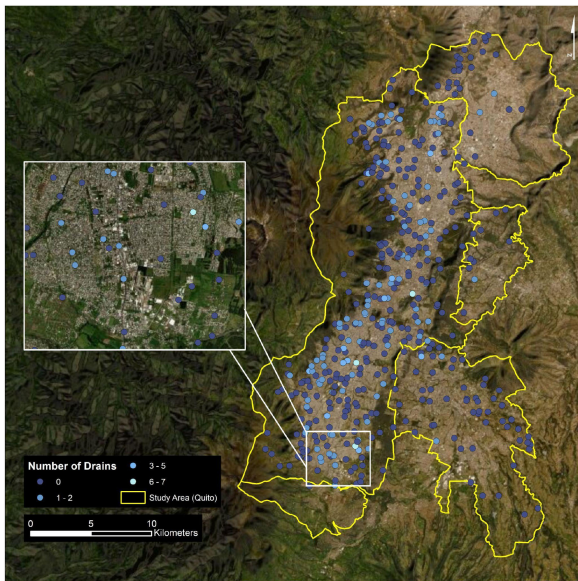 N
Number of Drains
0
1 - 2
3 - 5
6 - 7
Study Area (Quito)
0 5 10
Kilometers